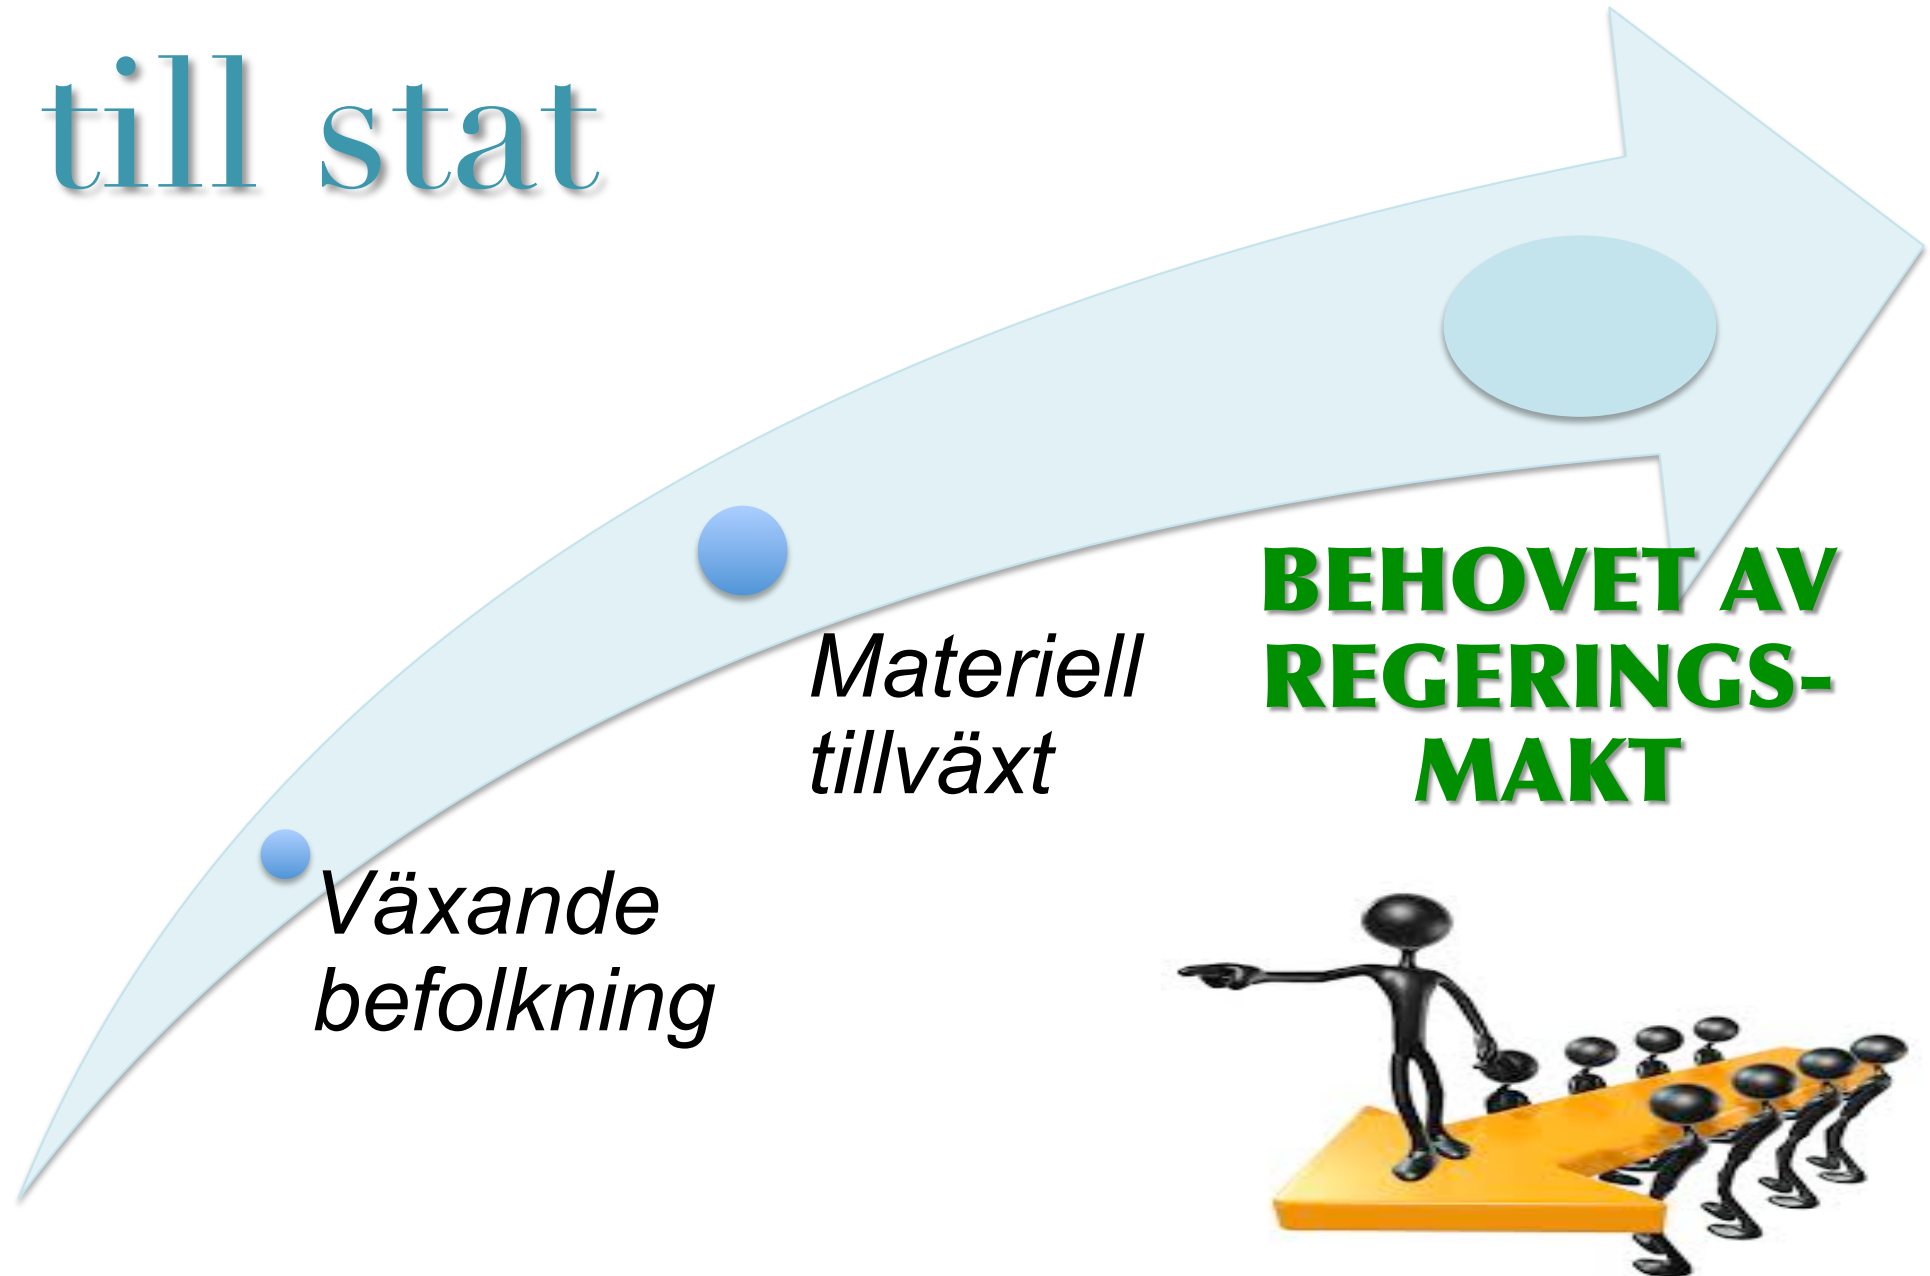 till stat
Växande
befolkning
Materiell
tillväxt
BEHOVET AV
REGERINGS-
MAKT